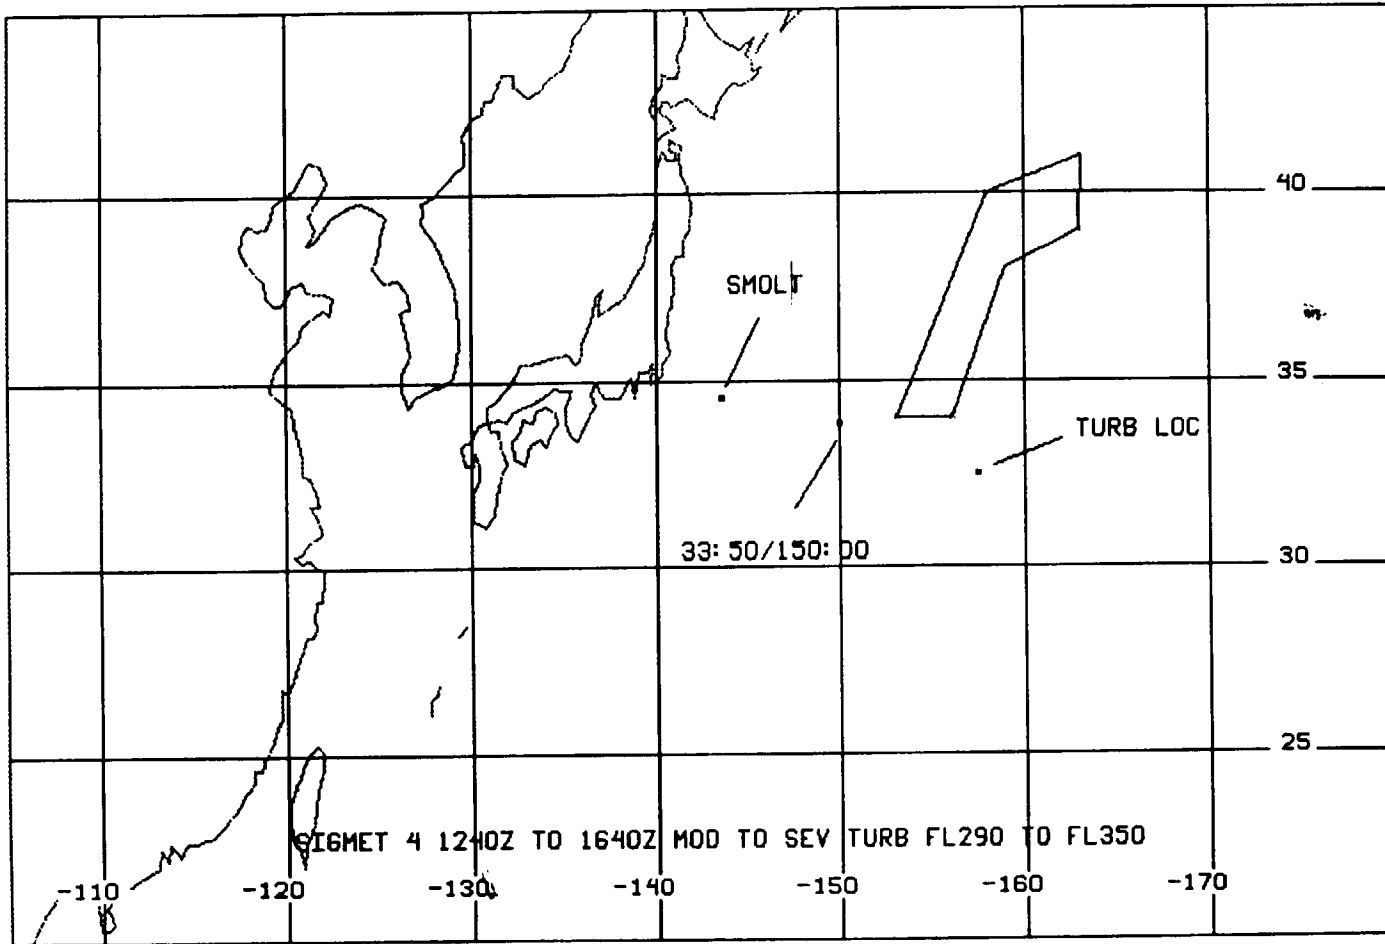 40
SMOLT
35
TURB LOC
33:50/150:00
30
25
SIGMET 4 1240Z TO 1640Z MOD TO SEV TURB FL290 TO FL350
-110 -120 -130 -140 -150 -160 -170